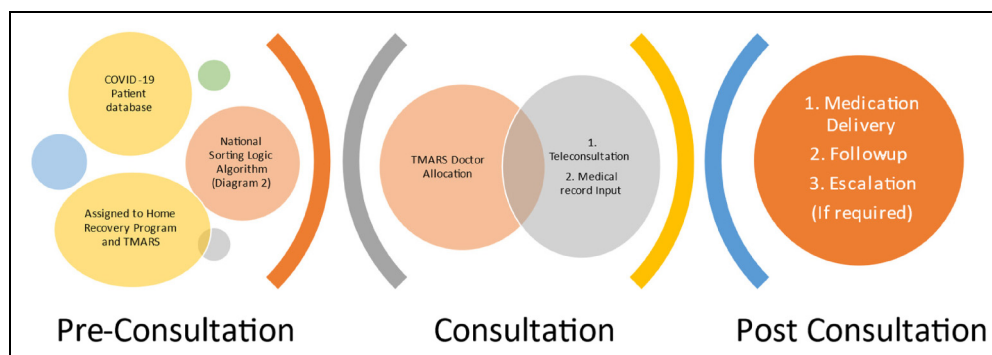 COVID -19
Patient
database
National
Sorting Logic
Algorithm
(Diagram 2)
Assigned to Home
Recovery Program
and TMARS
Pre-Consultation
TMARS Doctor
Allocation
1.
Teleconsultation
2. Medical
record Input
Consultation
1. Medication
Delivery
2. Followup
3. Escalation
(If required)
Post Consultation